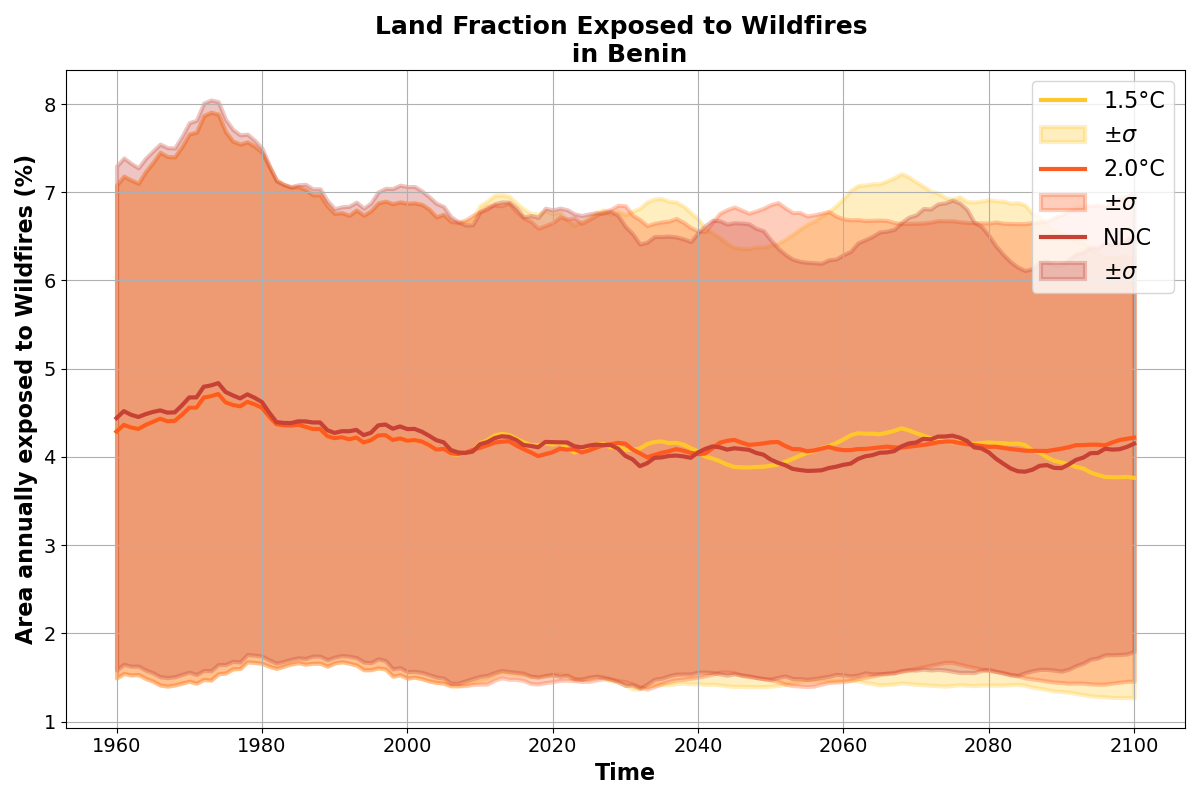 Land Fraction Exposed to Wildfires
in Benin
Area annually exposed to Wildfires (%)
8
7
6
5
4
3
2
1
1960 1980 2000 2020 2040 2060 2080 2100
Time
1.5°C
±σ
2.0°C
±σ
NDC
±σ